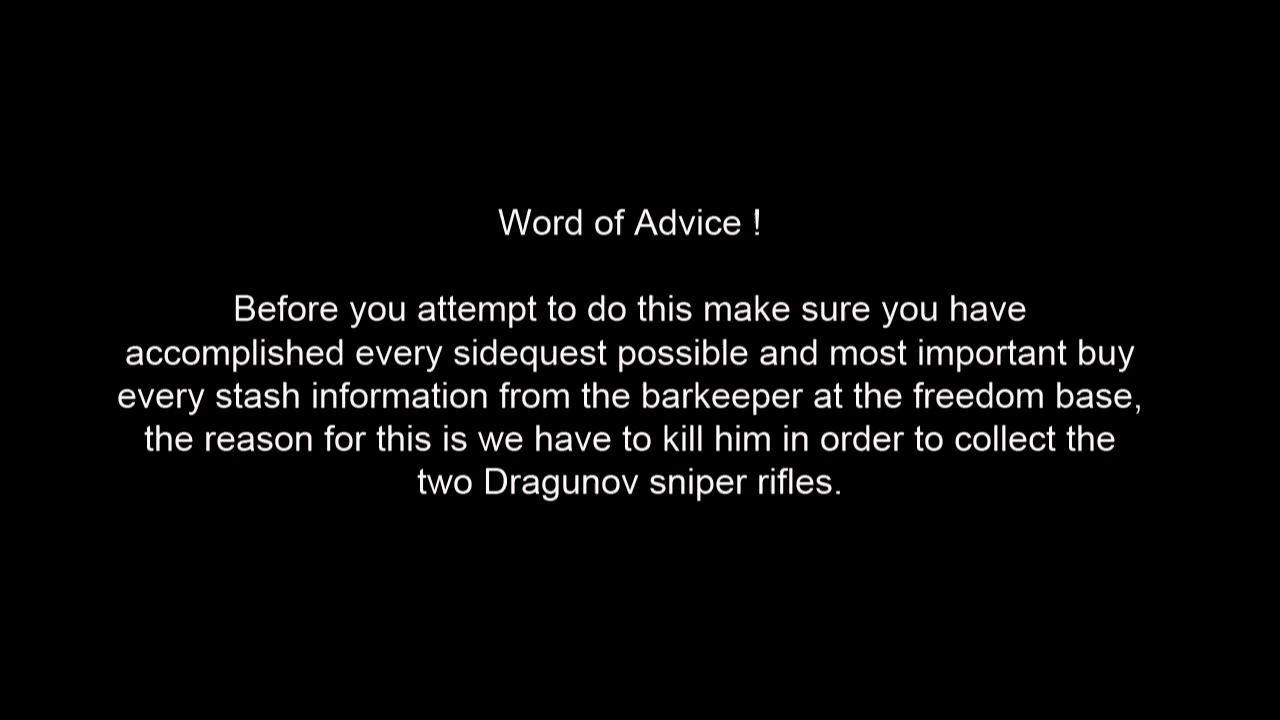 Word of Advice !
Before you attempt to do this make sure you have
accomplished every sidequest possible and most important buy
every stash information from the barkeeper at the freedom base,
the reason for this is we have to kill him in order to collect the
two Dragunov sniper rifles.